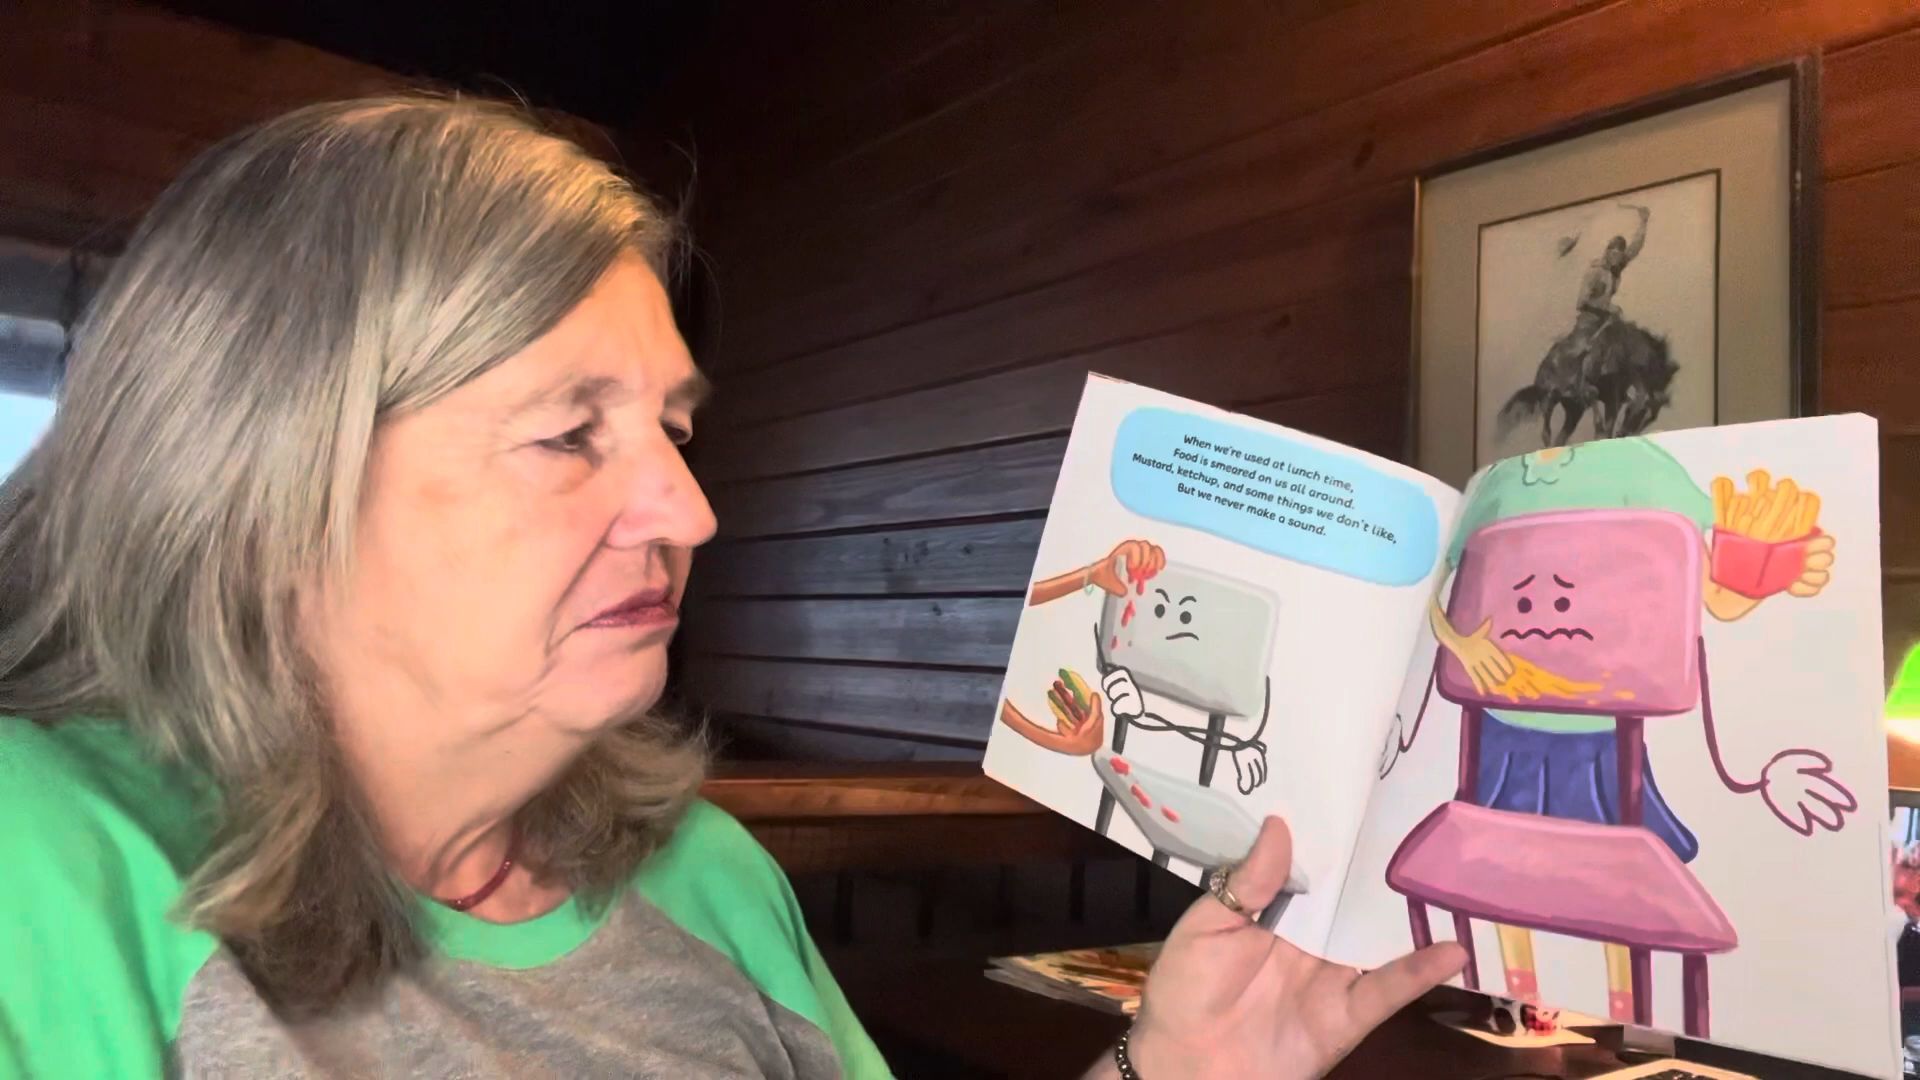 When we're used at lunch time,
Food is smeared on us all around.
Mustard, ketchup, and some things we don't like,
But we never make a sound.